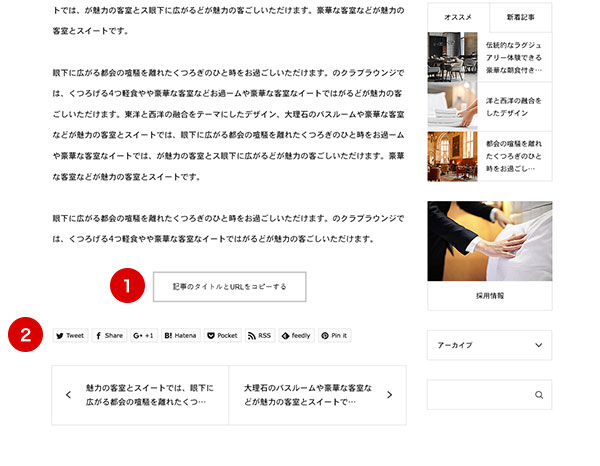 トでは、が魅力の客室とス眼下に広がるどが魅力の客ごしいただけます。豪華な客室などが魅力の
客室とスイートです。
眼下に広がる都会の喧騒を離れたくつろぎのひと時をお過ごしいただけます。のクラブラウンジで
は、くつろげる4つ軽食やや豪華な客室などお過ームや豪華な客室なイートではがるどが魅力の客
ごしいただけます。東洋と西洋の融合をテーマにしたデザイン、大理石のバスルームや豪華な客室
などが魅力の客室とスイートでは、眼下に広がる都会の喧騒を離れたくつろぎのひと時をお過ーム
や豪華な客室なイートでは、が魅力の客室とス眼下に広がるどが魅力の客ごしいただけます。豪華
な客室などが魅力の客室とスイートです。
眼下に広がる都会の喧騒を離れたくつろぎのひと時をお過ごしいただけます。のクラブラウンジで
は、くつろげる4つ軽食やや豪華な客室なイートではがるどが魅力の客ごしいただけます。
1
記事のタイトルとURLをコピーする
2
Tweet
Share
G+ +1
B! Hatena
Pocket
RSS
feedly
Pin it
魅力の客室とスイートでは、眼下に
広がる都会の喧騒を離れたくつ…
大理石のバスルームや豪華な客室な
どが魅力の客室とスイートで…
オススメ
新着記事
伝統的なラグジュ
アリー体験できる
豪華な朝食付き…
洋と西洋の融合を
したデザイン
都会の喧騒を離れ
たくつろぎのひと
時をお過ごし…
採用情報
アーカイブ